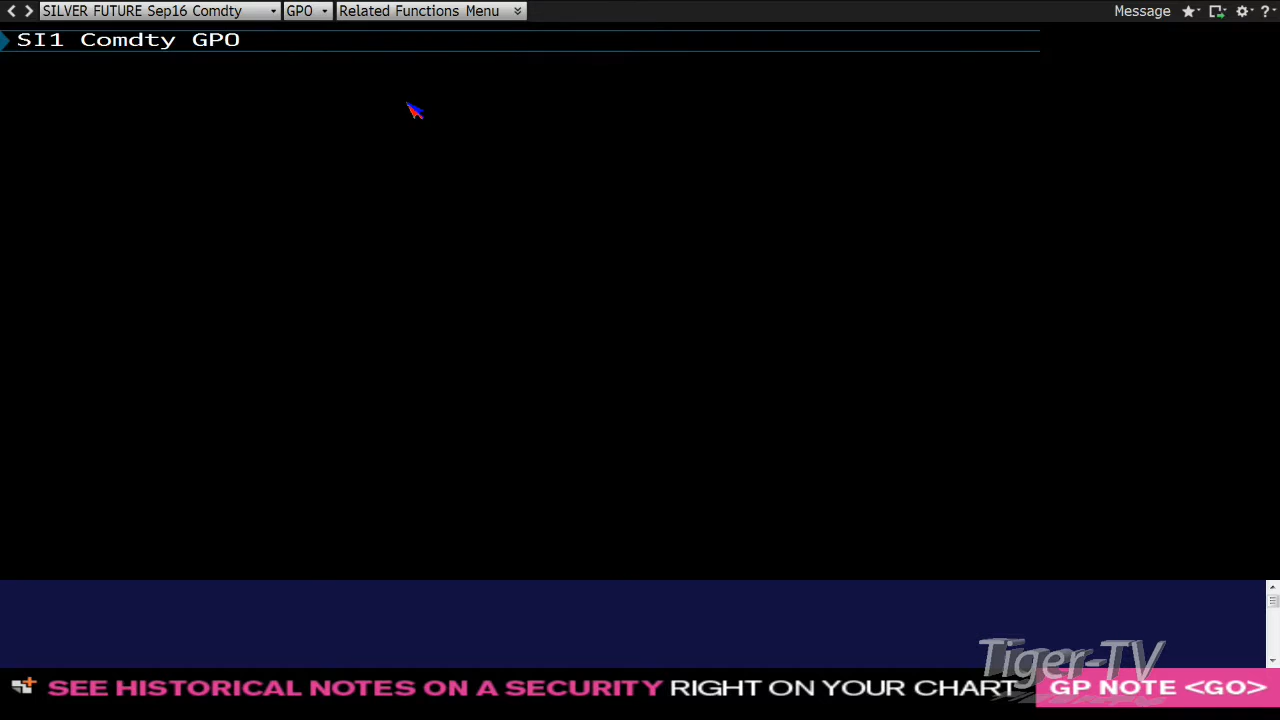 SILVER FUTURE Sep16 Comdty GPO Related Functions Menu Message ?
SI1 Comdty GPO
Tiger-TV
SEE HISTORICAL NOTES ON A SECURITY RIGHT ON YOUR CHART GP NOTE <GO>